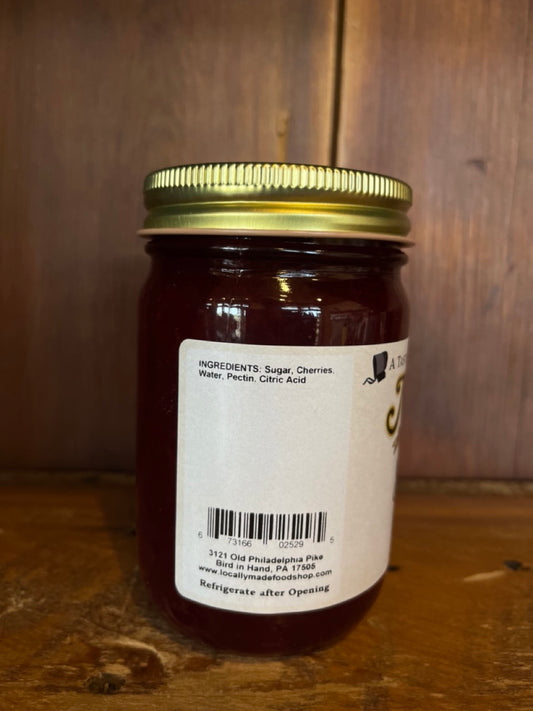 INGREDIENTS: Sugar, Cherries,
Water, Pectin, Citric Acid
A TAST
6 73166 02529 5
3121 Old Philadelphia Pike
Bird in Hand, PA 17505
www.locallymadefoodshop.com
Refrigerate after Opening